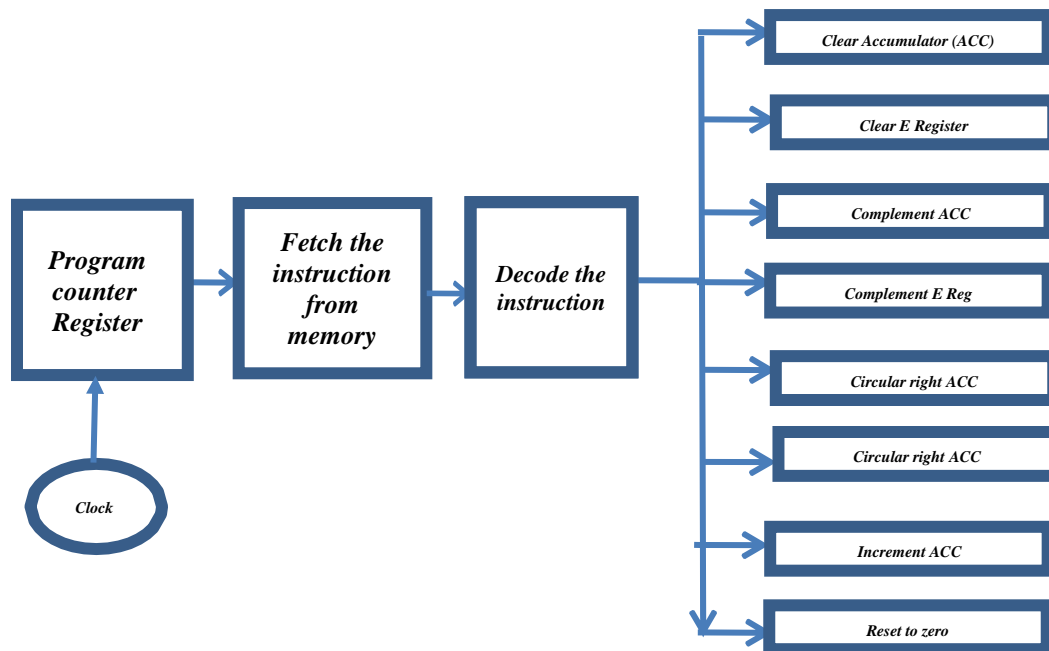 Program
counter
Register
Clock
Fetch the
instruction
from
memory
Decode the
instruction
Clear Accumulator (ACC)
Clear E Register
Complement ACC
Complement E Reg
Circular right ACC
Circular right ACC
Increment ACC
Reset to zero